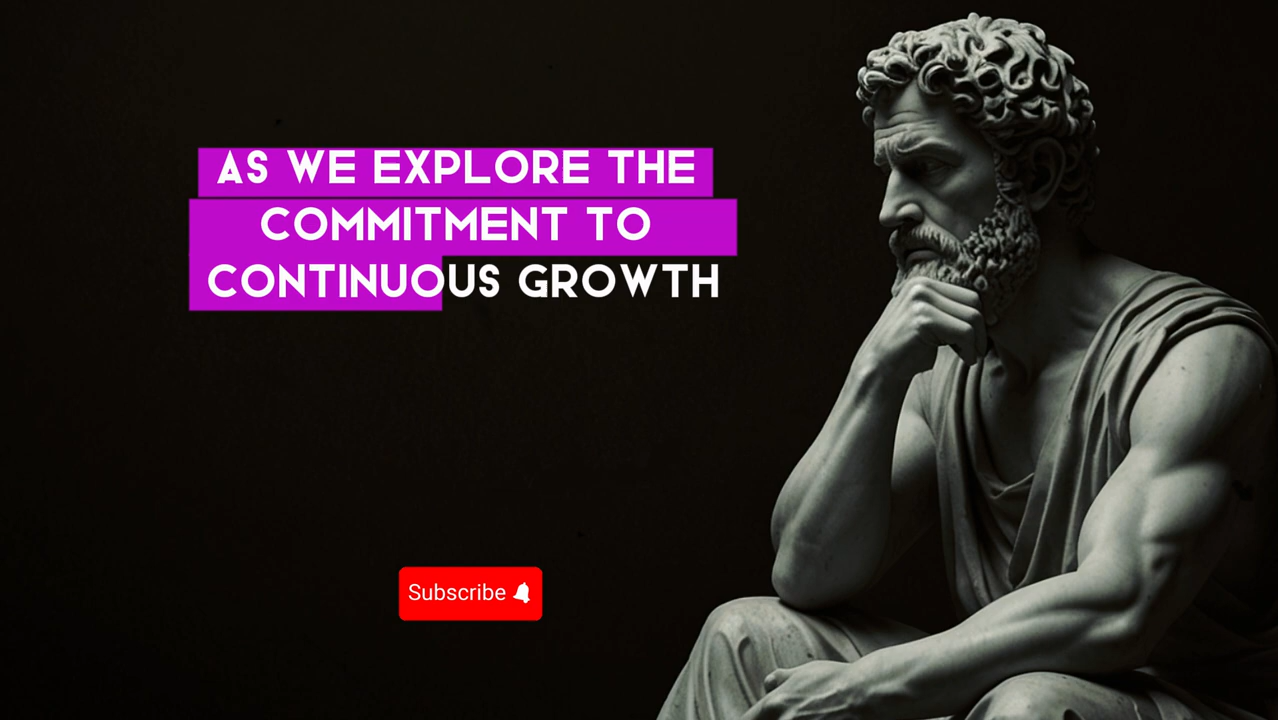 AS WE EXPLORE THE
COMMITMENT TO
CONTINUOUS GROWTH
Subscribe